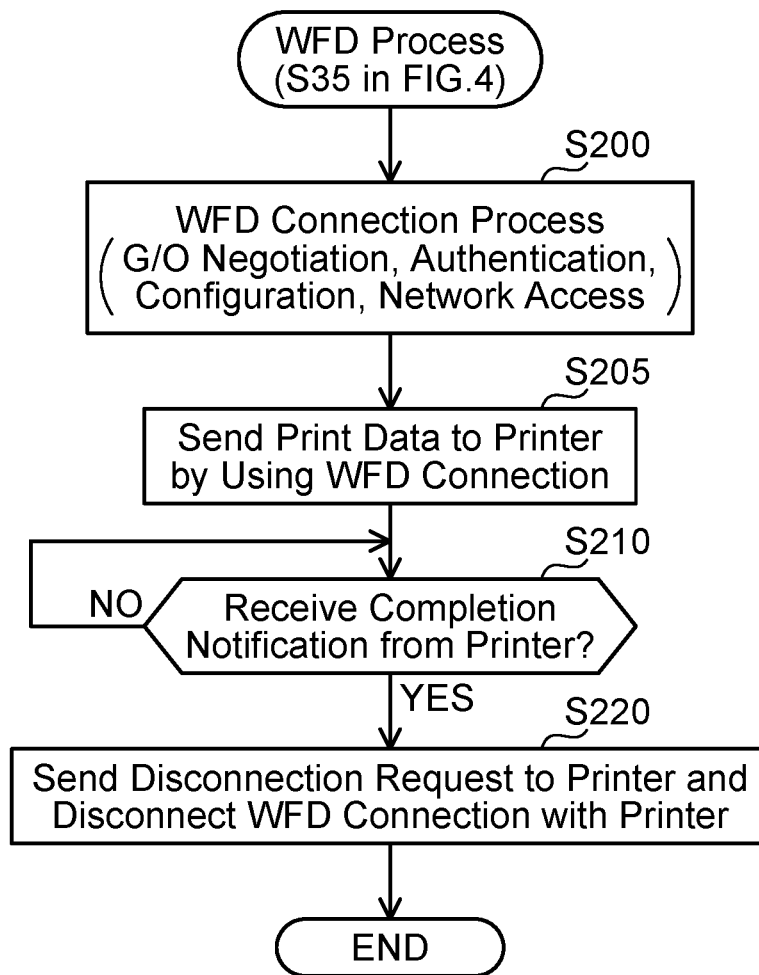 WFD Process
(S35 in FIG.4)
S200
WFD Connection Process
(G/O Negotiation, Authentication,
Configuration, Network Access)
S205
Send Print Data to Printer
by Using WFD Connection
S210
NO
Receive Completion
Notification from Printer?
YES
S220
Send Disconnection Request to Printer and
Disconnect WFD Connection with Printer
END